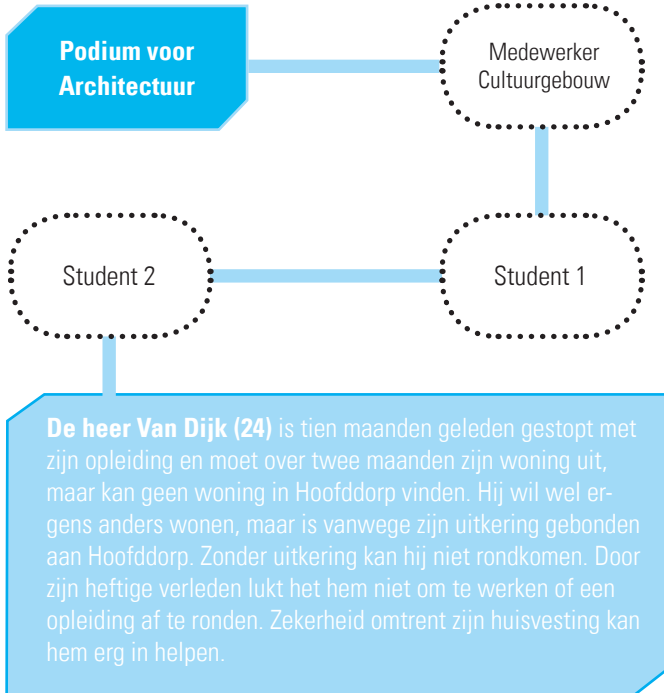 Podium voor
Architectuur
Medewerker
Cultuurgebouw
Student 2
Student 1
De heer Van Dijk (24) is tien maanden geleden gestopt met
zijn opleiding en moet over twee maanden zijn woning uit,
maar kan geen woning in Hoofddorp vinden. Hij wil wel er-
gens anders wonen, maar is vanwege zijn uitkering gebonden
aan Hoofddorp. Zonder uitkering kan hij niet rondkomen. Door
zijn heftige verleden lukt het hem niet om te werken of een
opleiding af te ronden. Zekerheid omtrent zijn huisvesting kan
hem erg in helpen.